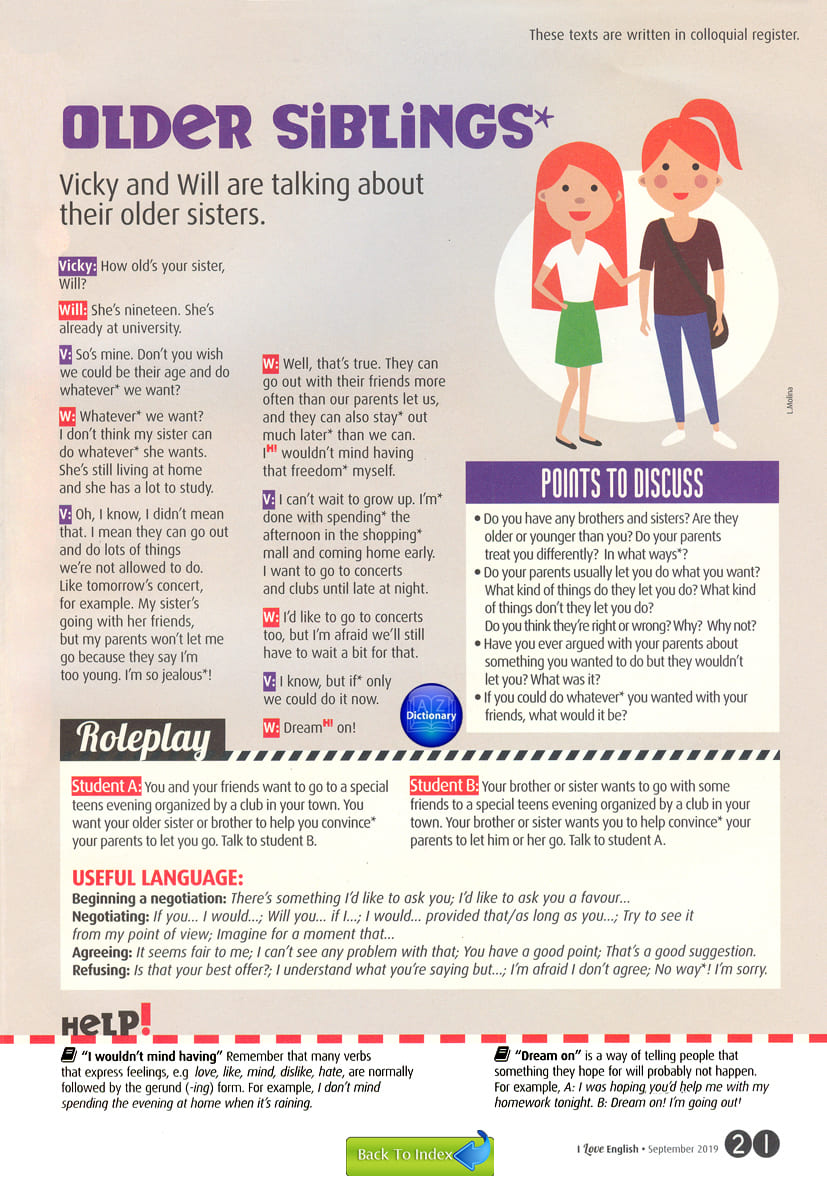 These texts are written in colloquial register.
OLDER SIBLINGS*
Vicky and Will are talking about
their older sisters.
Vicky: How old's your sister,
Will?
Will: She's nineteen. She's
already at university.
V: So's mine. Don't you wish
we could be their age and do
whatever* we want?
W: Whatever* we want?
I don't think my sister can
do whatever* she wants.
She's still living at home
and she has a lot to study.
V: Oh, I know, I didn't mean
that. I mean they can go out
and do lots of things
we're not allowed to do.
Like tomorrow's concert,
for example. My sister's
going with her friends,
but my parents won't let me
go because they say I'm
too young. I'm so jealous*!
W: Well, that's true. They can
go out with their friends more
often than our parents let us,
and they can also stay* out
much later* than we can.
I H! wouldn't mind having
that freedom* myself.
V: I can't wait to grow up. I'm*
done with spending* the
afternoon in the shopping*
mall and coming home early.
I want to go to concerts
and clubs until late at night.
W: I'd like to go to concerts
too, but I'm afraid we'll still
have to wait a bit for that.
V: I know, but if* only
we could do it now.
W: Dream H! on!
AZ
Dictionary
L.Molina
POINTS TO DISCUSS
• Do you have any brothers and sisters? Are they
older or younger than you? Do your parents
treat you differently? In what ways*?
• Do your parents usually let you do what you want?
What kind of things do they let you do? What kind
of things don't they let you do?
Do you think they're right or wrong? Why? Why not?
• Have you ever argued with your parents about
something you wanted to do but they wouldn't
let you? What was it?
• If you could do whatever* you wanted with your
friends, what would it be?
Roleplay
Student A: You and your friends want to go to a special
teens evening organized by a club in your town. You
want your older sister or brother to help you convince*
your parents to let you go. Talk to student B.
Student B: Your brother or sister wants to go with some
friends to a special teens evening organized by a club in your
town. Your brother or sister wants you to help convince* your
parents to let him or her go. Talk to student A.
USEFUL LANGUAGE:
Beginning a negotiation: There's something I'd like to ask you; I'd like to ask you a favour...
Negotiating: If you... I would...; Will you... if I...; I would... provided that/as long as you...; Try to see it
from my point of view; Imagine for a moment that...
Agreeing: It seems fair to me; I can't see any problem with that; You have a good point; That's a good suggestion.
Refusing: Is that your best offer?; I understand what you're saying but...; I'm afraid I don't agree; No way*! I'm sorry.
HELP!
"I wouldn't mind having" Remember that many verbs
that express feelings, e.g love, like, mind, dislike, hate, are normally
followed by the gerund (-ing) form. For example, I don't mind
spending the evening at home when it's raining.
"Dream on" is a way of telling people that
something they hope for will probably not happen.
For example, A: I was hoping you'd help me with my
homework tonight. B: Dream on! I'm going out!
Back To Index
I Love English • September 2019 21